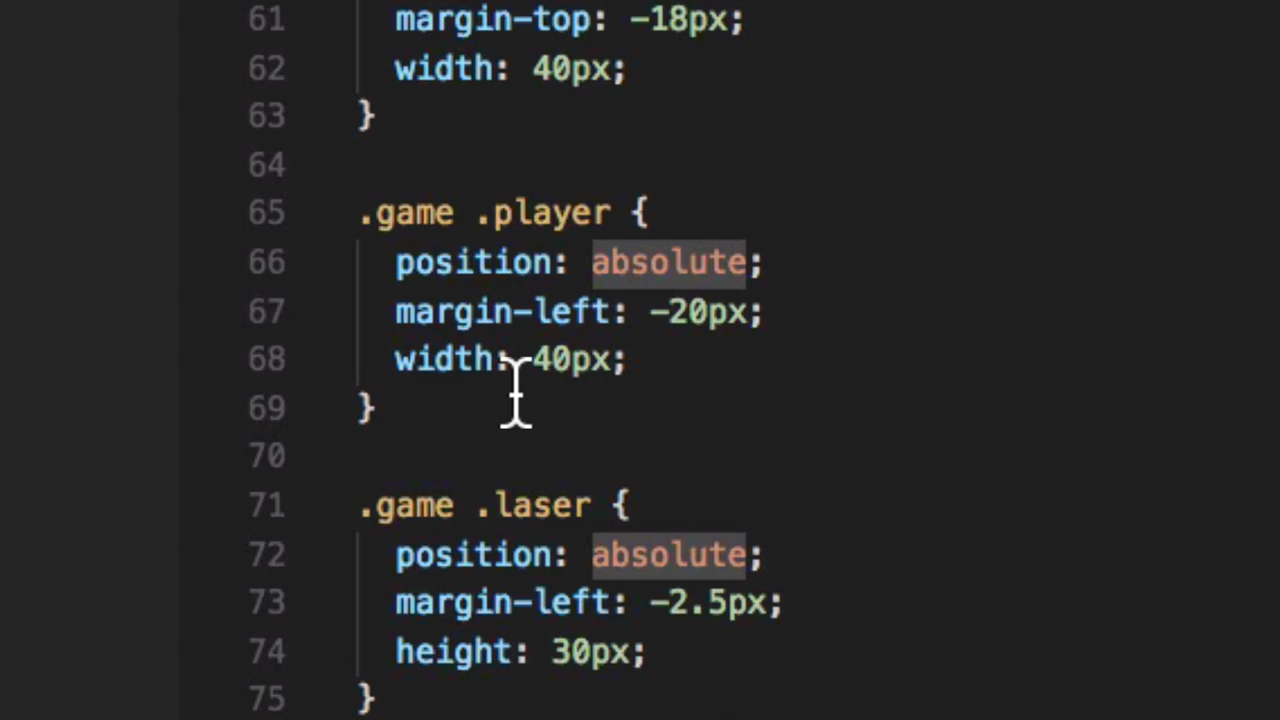 61 margin-top: -18px;
62 width: 40px;
63 }
64
65 .game .player {
66 position: absolute;
67 margin-left: -20px;
68 width: 40px;
69 }
70
71 .game .laser {
72 position: absolute;
73 margin-left: -2.5px;
74 height: 30px;
75 }